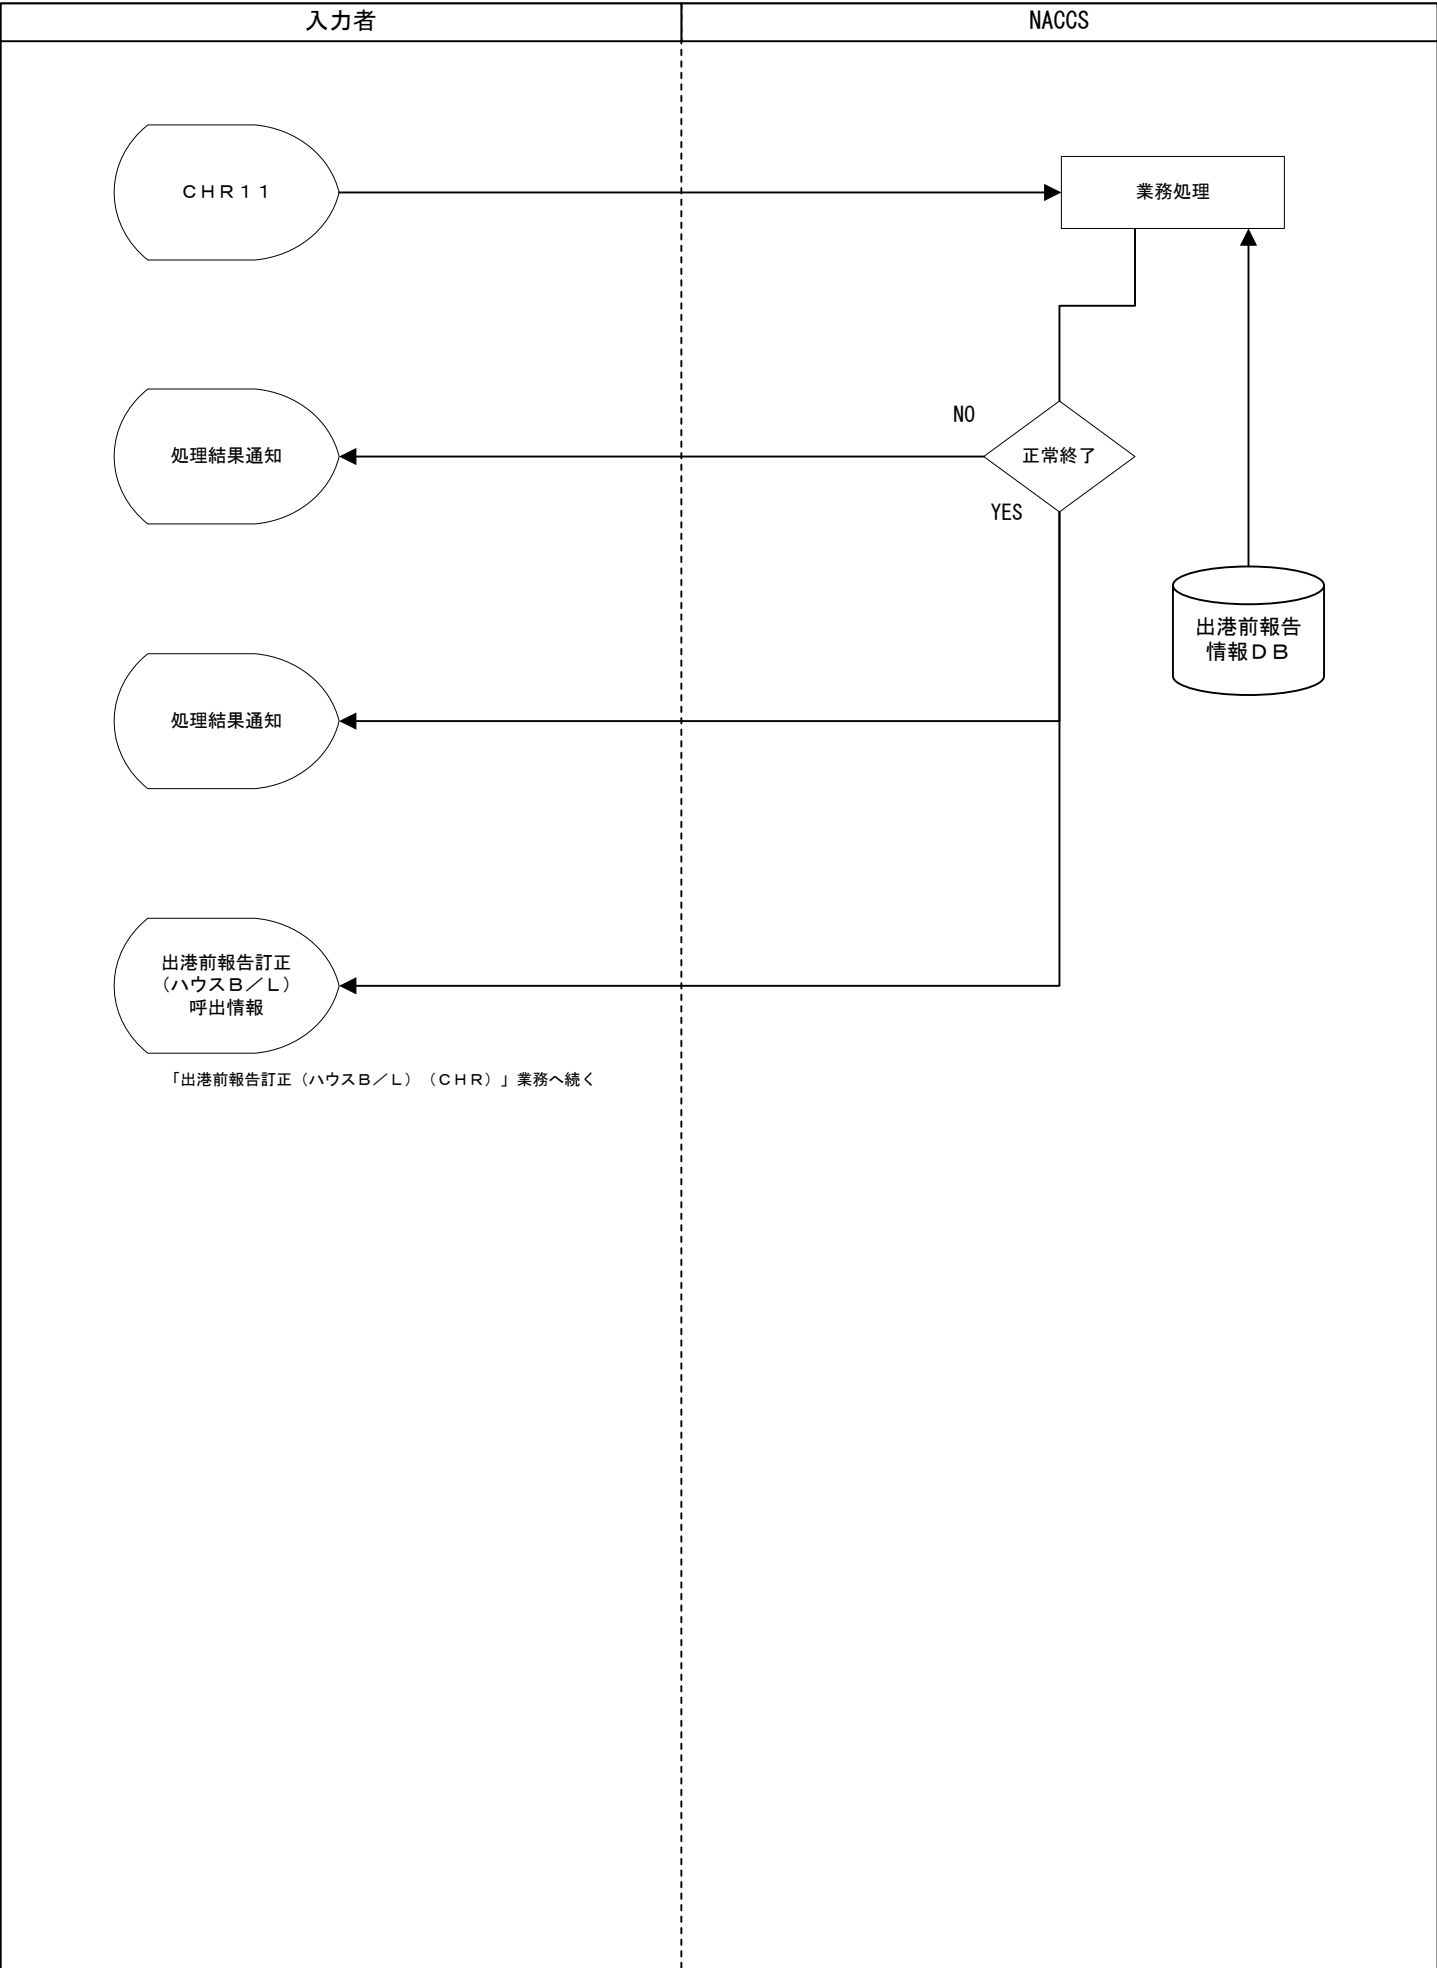 入力者
NACCS
ＣＨＲ１１
業務処理
NO
処理結果通知
正常終了
YES
出港前報告
情報ＤＢ
処理結果通知
出港前報告訂正
（ハウスＢ／Ｌ）
呼出情報
「出港前報告訂正（ハウスＢ／Ｌ）（ＣＨＲ）」業務へ続く